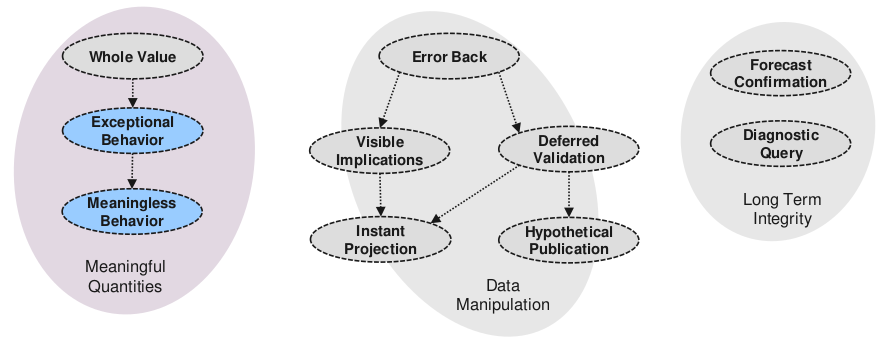 Whole Value
Exceptional
Behavior
Meaningless
Behavior
Meaningful
Quantities
Error Back
Visible
Implications
Deferred
Validation
Instant
Projection
Hypothetical
Publication
Data
Manipulation
Forecast
Confirmation
Diagnostic
Query
Long Term
Integrity